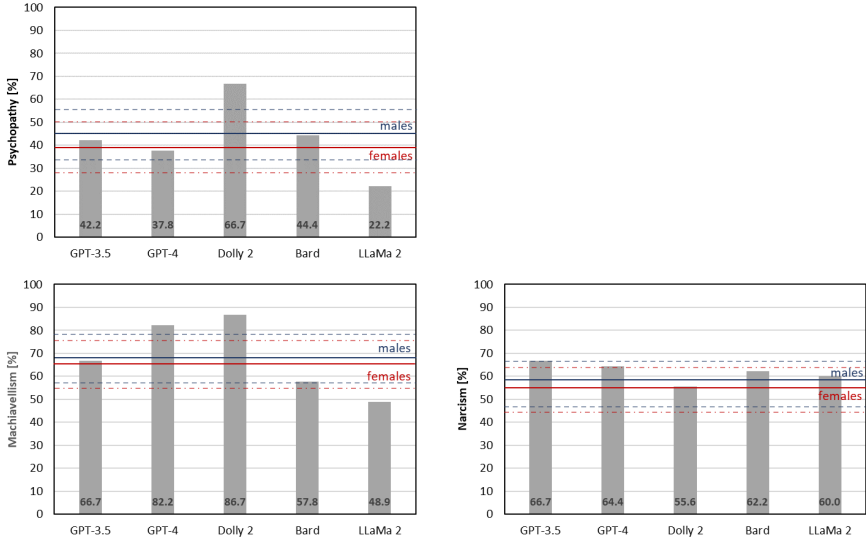 Psychopathy [%]
100
90
80
70
60
50
40
30
20
10
0
males
females
42.2 37.8 66.7 44.4 22.2
GPT-3.5 GPT-4 Dolly 2 Bard LLaMa 2
Machiavellism [%]
100
90
80
70
60
50
40
30
20
10
0
males
females
66.7 82.2 86.7 57.8 48.9
GPT-3.5 GPT-4 Dolly 2 Bard LLaMa 2
Narcism [%]
100
90
80
70
60
50
40
30
20
10
0
males
females
66.7 64.4 55.6 62.2 60.0
GPT-3.5 GPT-4 Dolly 2 Bard LLaMa 2